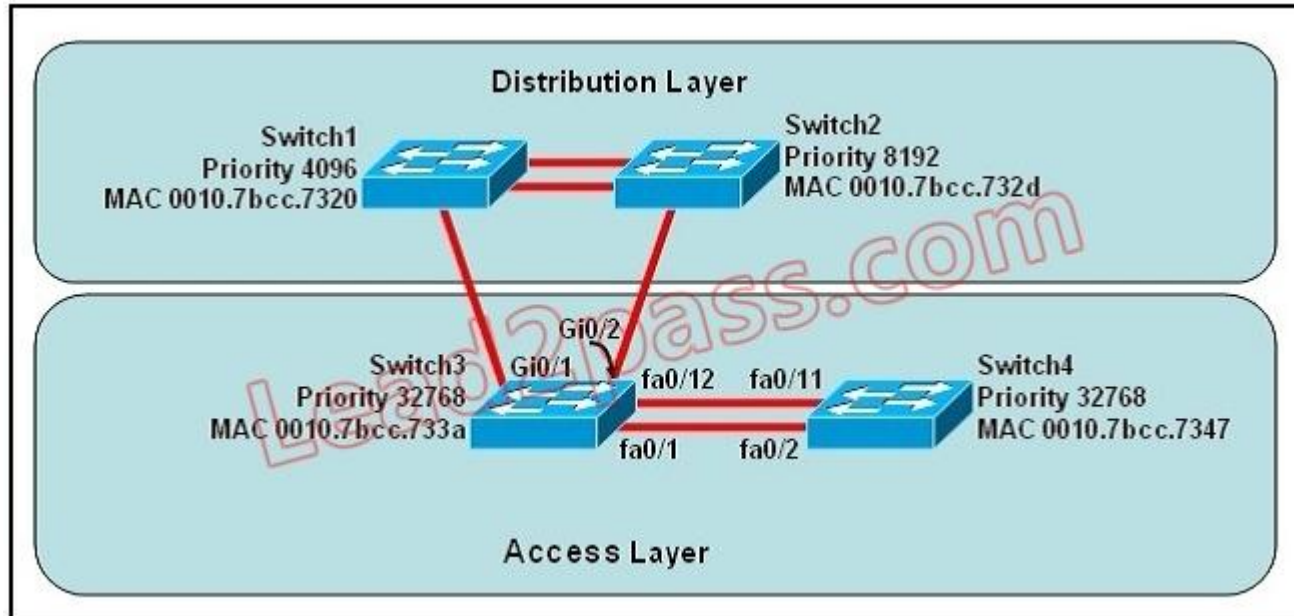 Distribution Layer
Switch1
Priority 4096
MAC 0010.7bcc.7320
Switch2
Priority 8192
MAC 0010.7bcc.732d
Lead2pass.com
Gi0/2
Switch3
Priority 32768
MAC 0010.7bcc.733a
Gi0/1
fa0/12
fa0/11
Switch4
Priority 32768
MAC 0010.7bcc.7347
fa0/1
fa0/2
Access Layer